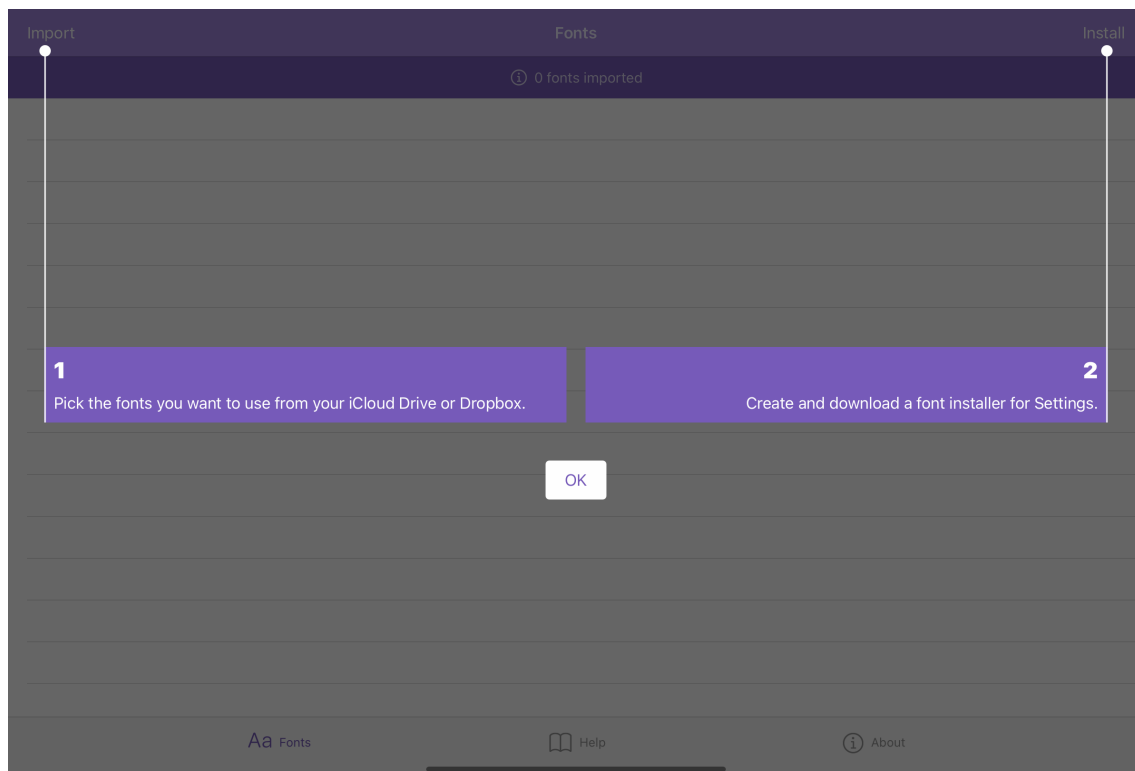 Import
Fonts
Install
0 fonts imported
1
Pick the fonts you want to use from your iCloud Drive or Dropbox.
2
Create and download a font installer for Settings.
OK
Aa Fonts
Help
About